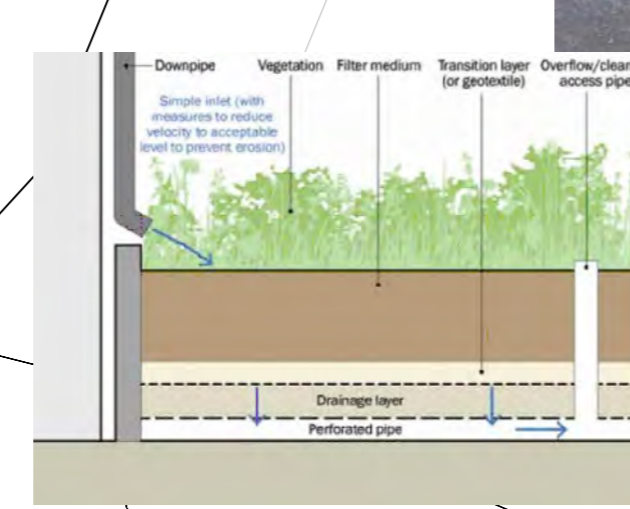 Downpipe
Vegetation
Filter medium
Transition layer
(or geotextile)
Overflow/clean
access pipe
Simple inlet (with
measures to reduce
velocity to acceptable
level to prevent erosion)
Drainage layer
Perforated pipe